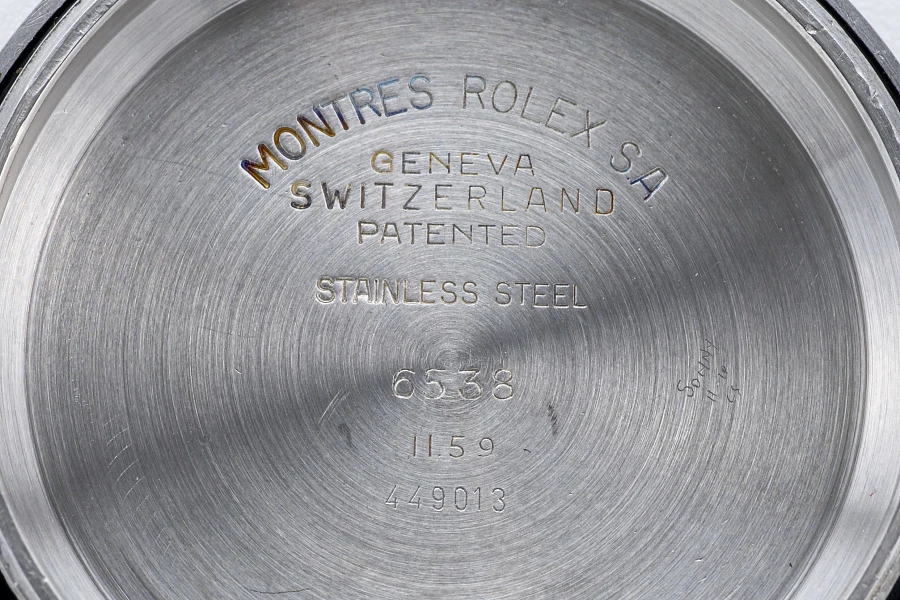 MONTRES ROLEX S.A
GENEVA
SWITZERLAND
PATENTED
STAINLESS STEEL
6538
II.59
449013